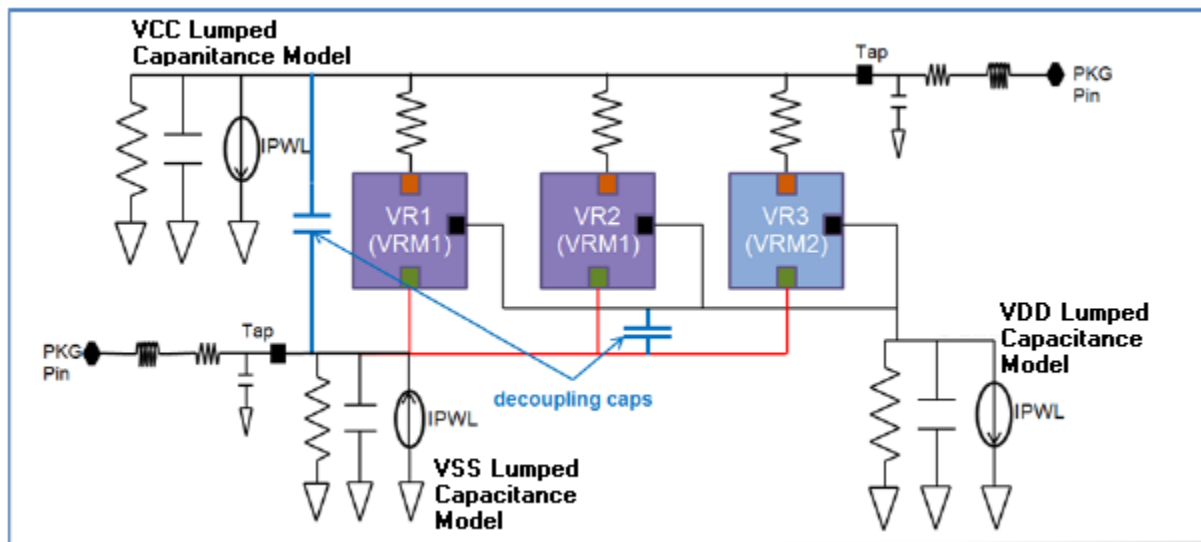 VCC Lumped
Capanitance Model
Tap
PKG
Pin
IPWL
VR1
(VRM1)
VR2
(VRM1)
VR3
(VRM2)
VDD Lumped
Capacitance
Model
Tap
PKG
Pin
decoupling caps
IPWL
IPWL
VSS Lumped
Capacitance
Model